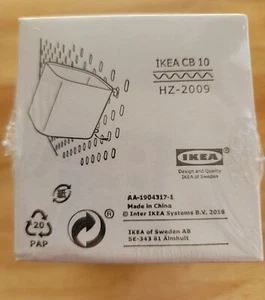 IKEA CB 10
HZ-2009
IKEA
Design and Quality
IKEA of Sweden
AA-1904317-1
Made in China
© Inter IKEA Systems B.V. 2018
20
PAP
IKEA of Sweden AB
SE-343 81 Älmhult